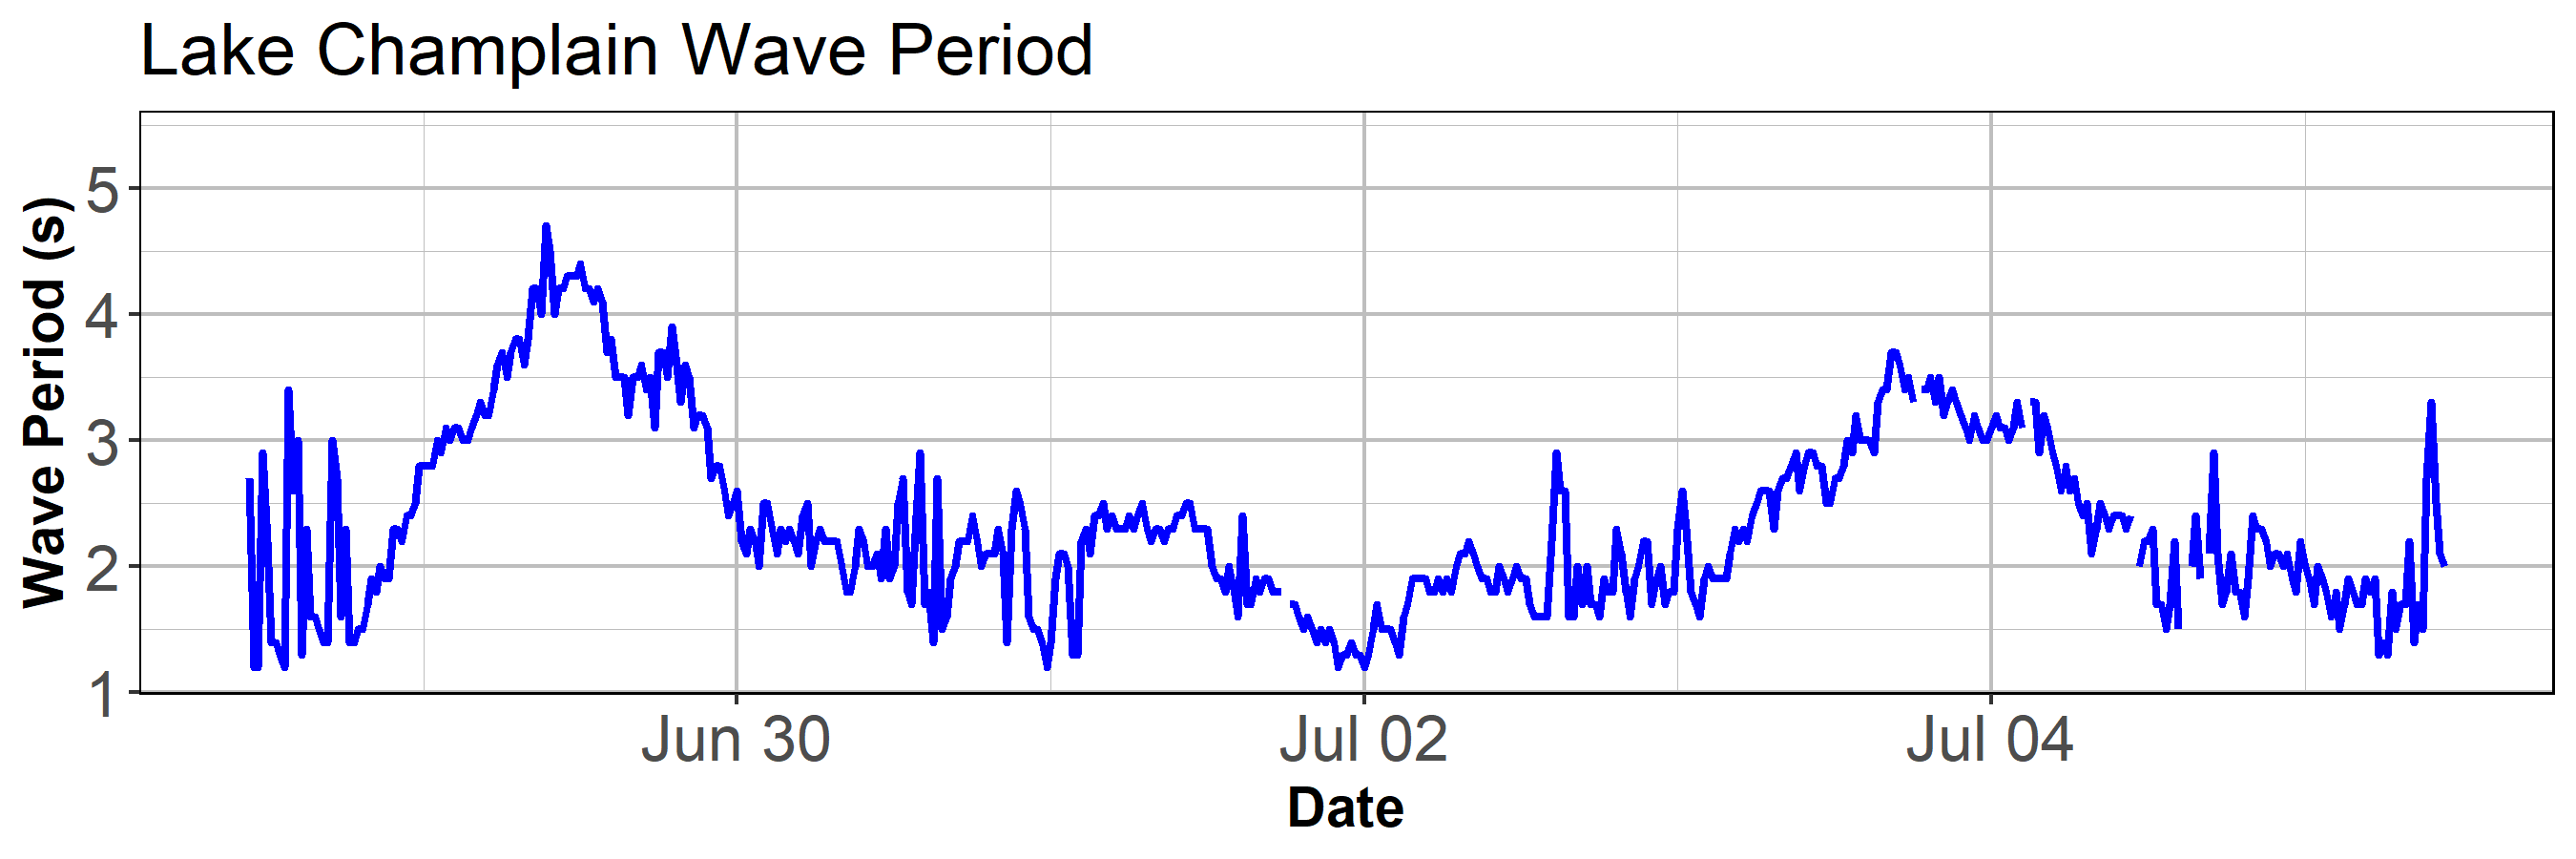 Lake Champlain Wave Period
Wave Period (s)
5
4
3
2
1
Jun 30
Jul 02
Jul 04
Date